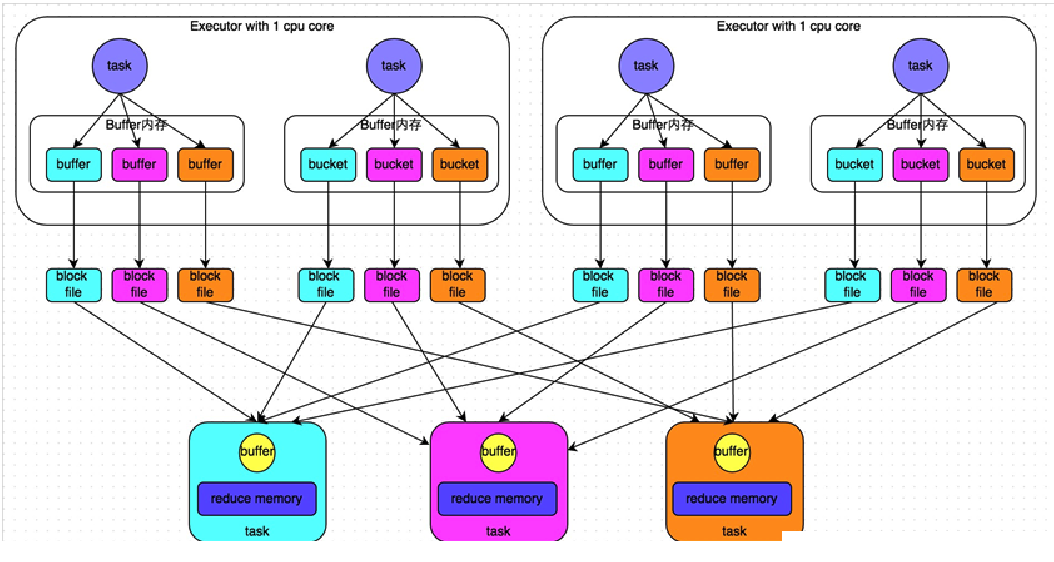 Executor with 1 cpu core
Executor with 1 cpu core
task
task
task
task
Buffer内存
Buffer内存
Buffer内存
Buffer内存
buffer
buffer
buffer
bucket
bucket
bucket
buffer
buffer
buffer
bucket
bucket
bucket
block
file
block
file
block
file
block
file
block
file
block
file
block
file
block
file
block
file
block
file
block
file
block
file
buffer
buffer
buffer
reduce memory
reduce memory
reduce memory
task
task
task